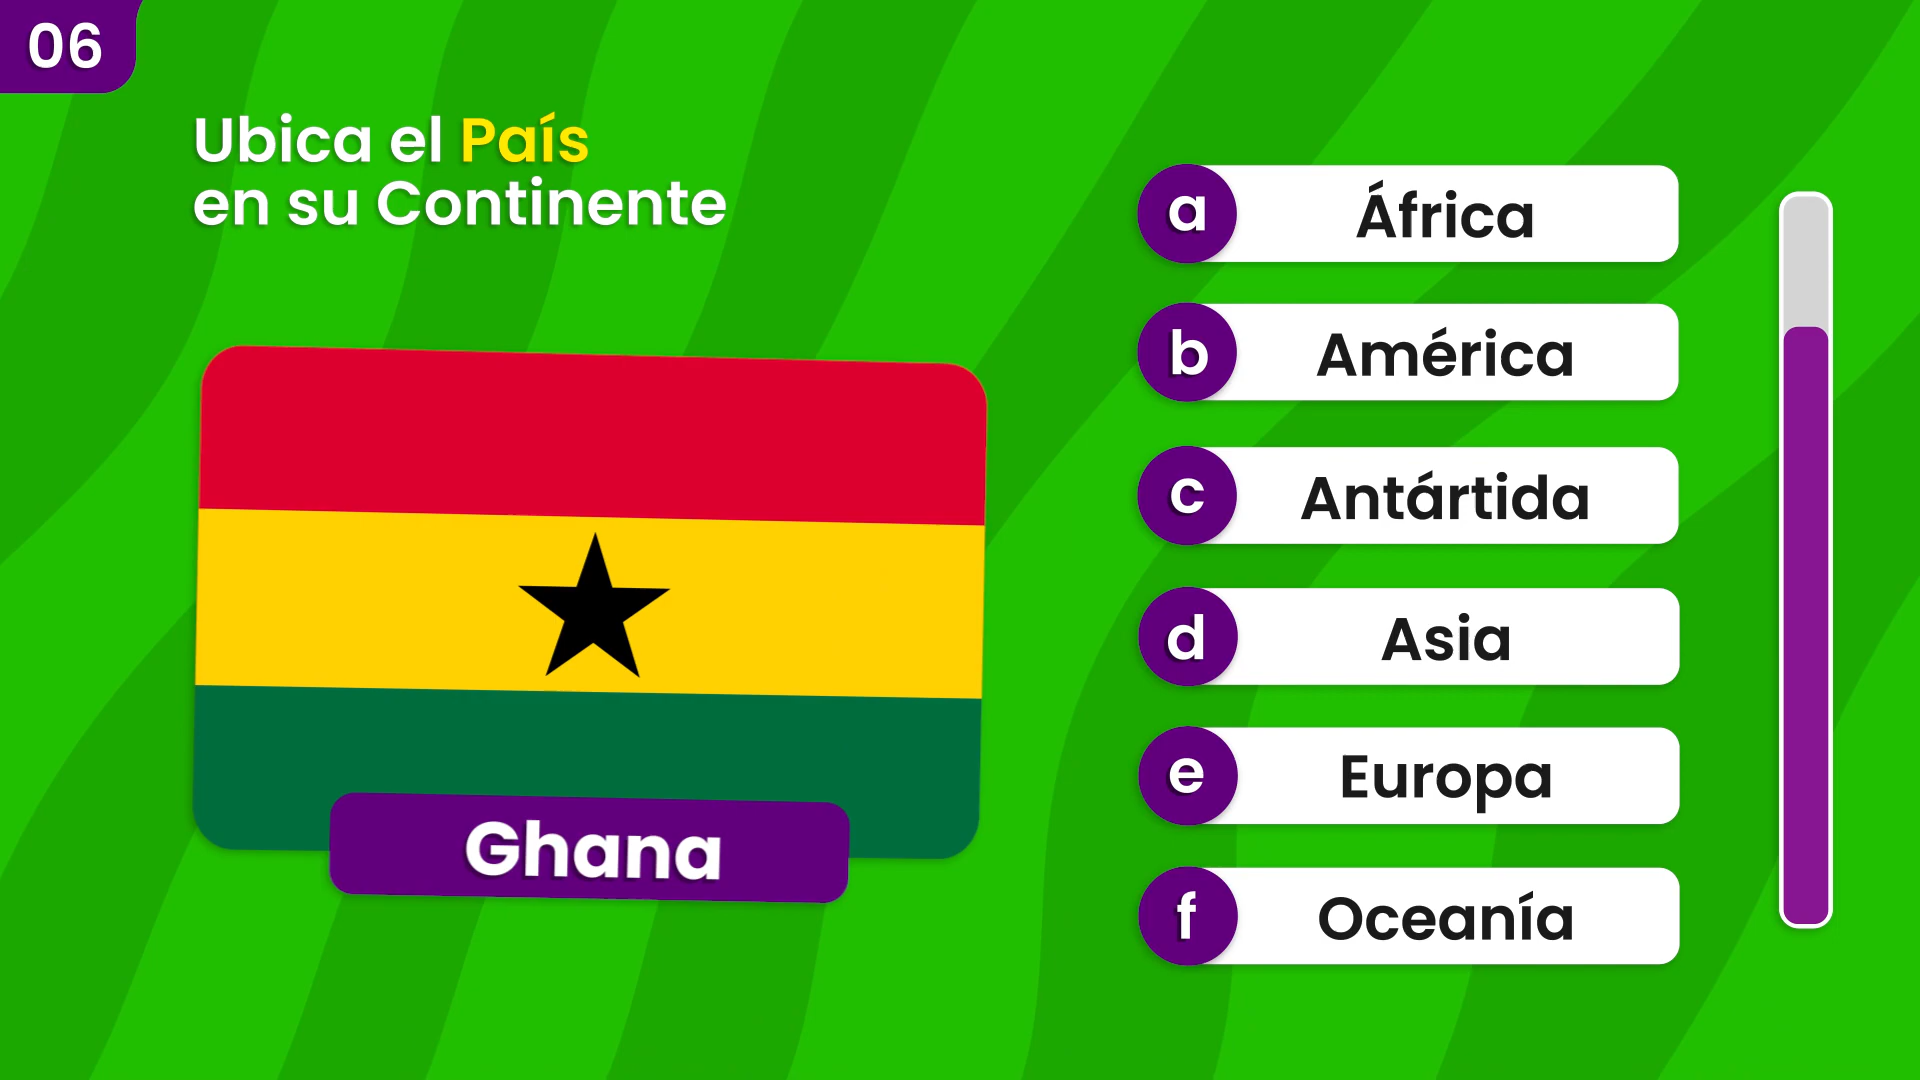 06
Ubica el País
en su Continente
Ghana
a África
b América
c Antártida
d Asia
e Europa
f Oceanía